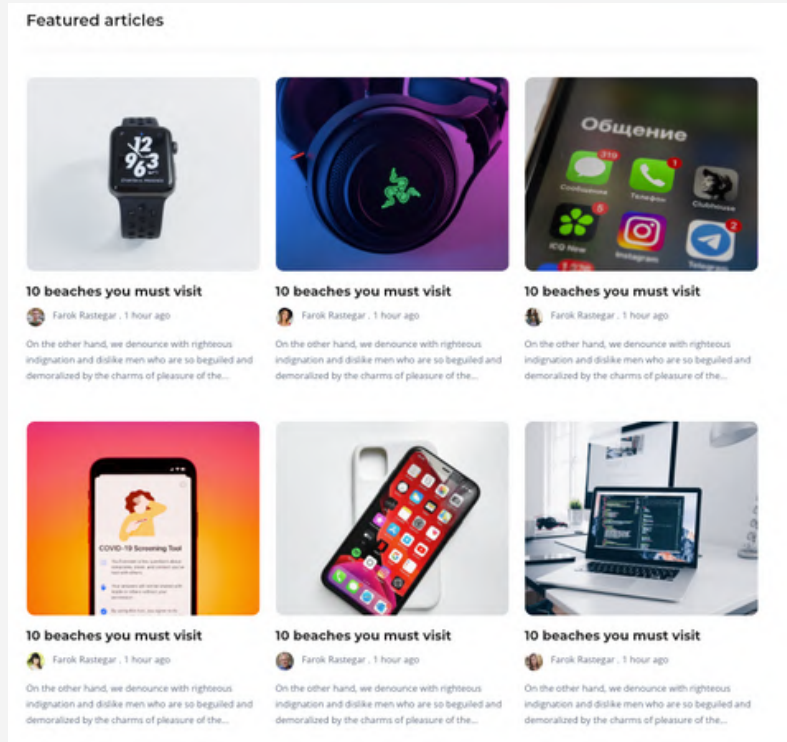 Featured articles
12
9 3
6
Общение
319
1
Сообщения
Телефон
Clubhouse
5
2
ICQ New
Instagram
Telegram
10 beaches you must visit
Farok Rastegar . 1 hour ago
On the other hand, we denounce with righteous
indignation and dislike men who are so beguiled and
demoralized by the charms of pleasure of the...
10 beaches you must visit
Farok Rastegar . 1 hour ago
On the other hand, we denounce with righteous
indignation and dislike men who are so beguiled and
demoralized by the charms of pleasure of the...
10 beaches you must visit
Farok Rastegar . 1 hour ago
On the other hand, we denounce with righteous
indignation and dislike men who are so beguiled and
demoralized by the charms of pleasure of the...
COVID-19 Screening Tool
10 beaches you must visit
Farok Rastegar . 1 hour ago
On the other hand, we denounce with righteous
indignation and dislike men who are so beguiled and
demoralized by the charms of pleasure of the...
10 beaches you must visit
Farok Rastegar . 1 hour ago
On the other hand, we denounce with righteous
indignation and dislike men who are so beguiled and
demoralized by the charms of pleasure of the...
10 beaches you must visit
Farok Rastegar . 1 hour ago
On the other hand, we denounce with righteous
indignation and dislike men who are so beguiled and
demoralized by the charms of pleasure of the...